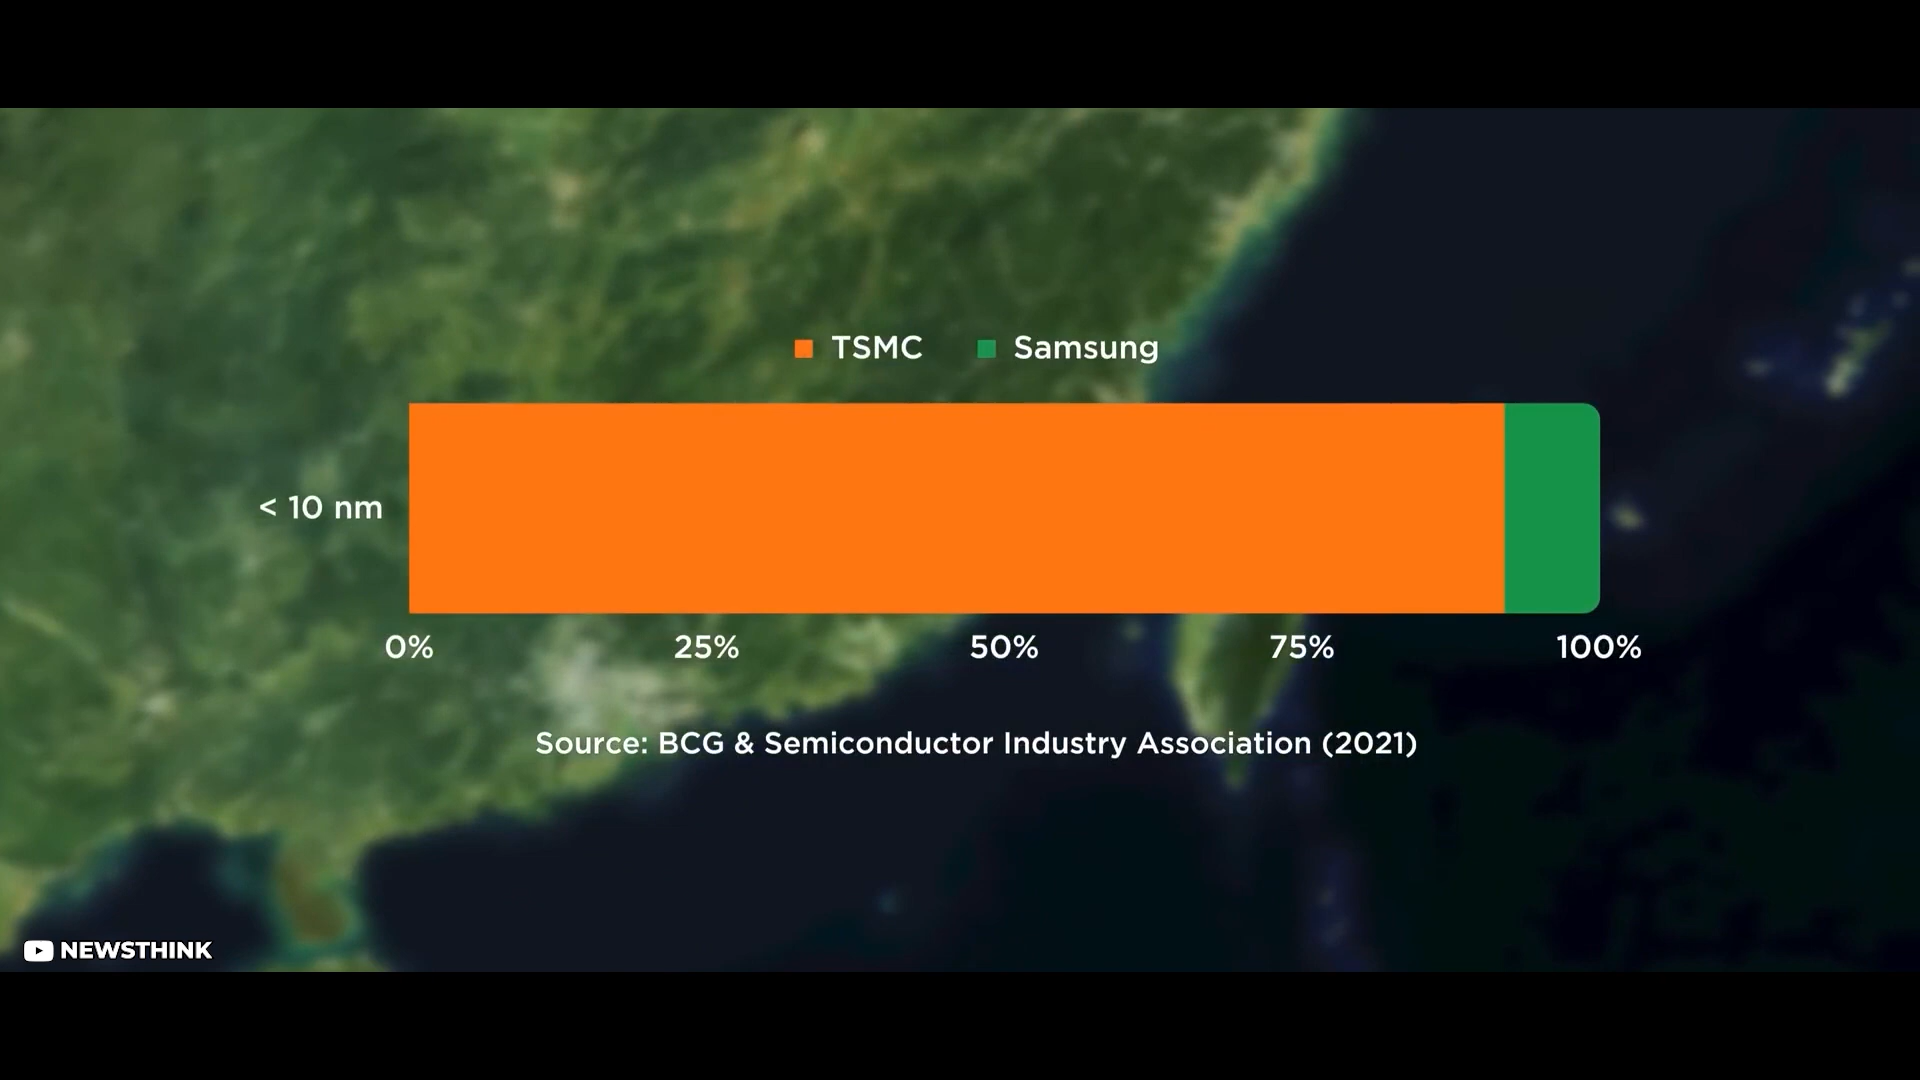 TSMC Samsung
< 10 nm
0% 25% 50% 75% 100%
Source: BCG & Semiconductor Industry Association (2021)
NEWSTHINK